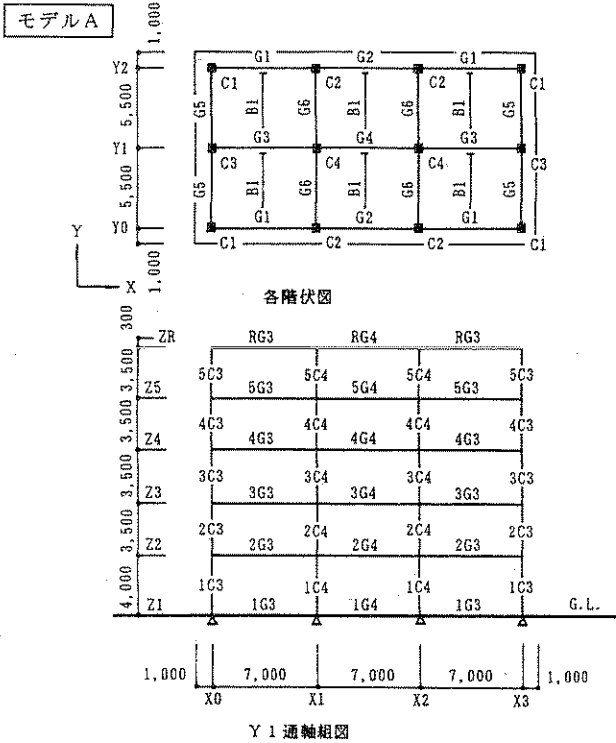 モデルA
1,000
G1 G2 G1
Y2
C1 C2 C2 C1
5,500
G5 B1 G6 B1 G6 B1 G5
G3 G4 G3
Y1
C3 C4 C4 C3
5,500
G5 B1 G6 B1 G6 B1 G5
G1 G2 G1
Y0
C1 C2 C2 C1
Y
X
1,000
各階伏図
300
ZR RG3 RG4 RG3
3,500
5C3 5C4 5C4 5C3
Z5 5G3 5G4 5G3
3,500
4C3 4C4 4C4 4C3
Z4 4G3 4G4 4G3
3,500
3C3 3C4 3C4 3C3
Z3 3G3 3G4 3G3
3,500
2C3 2C4 2C4 2C3
Z2 2G3 2G4 2G3
4,000
1C3 1C4 1C4 1C3
Z1 1G3 1G4 1G3 G.L.
1,000 7,000 7,000 7,000 1,000
X0 X1 X2 X3
Y1通軸組図